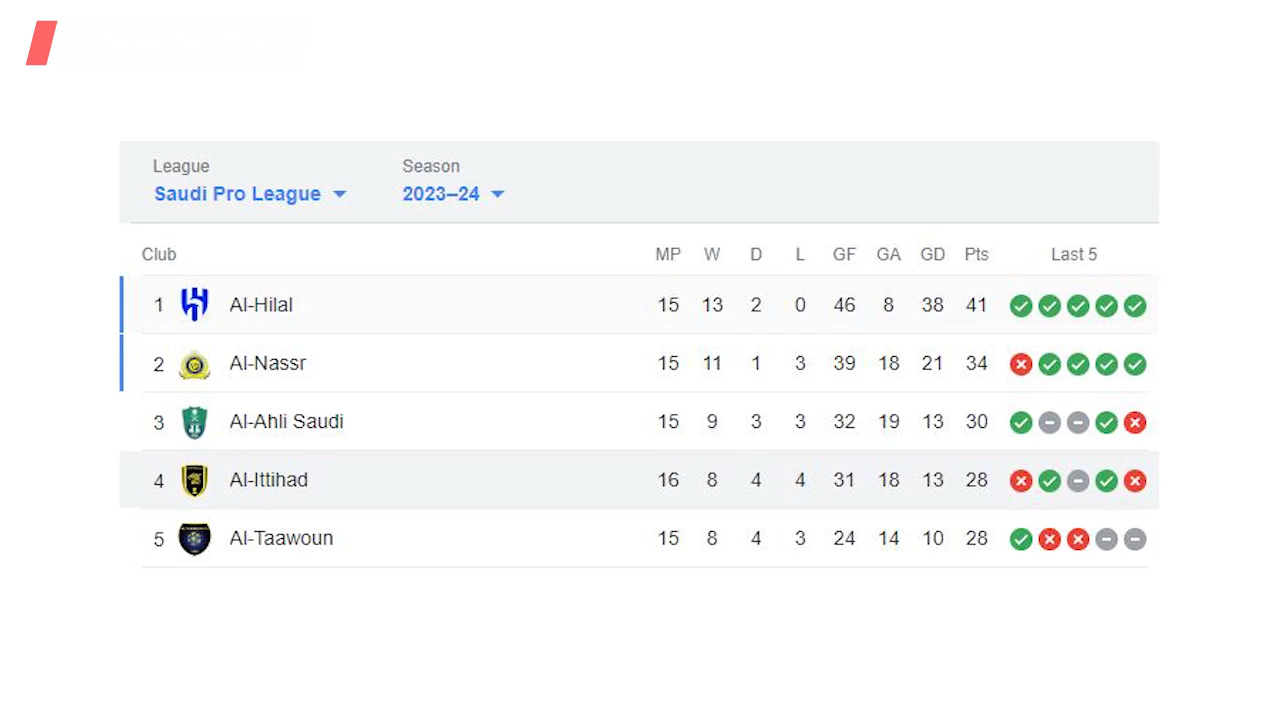 League Season
Saudi Pro League 2023–24
Club MP W D L GF GA GD Pts Last 5
1 Al-Hilal 15 13 2 0 46 8 38 41
2 Al-Nassr 15 11 1 3 39 18 21 34
3 Al-Ahli Saudi 15 9 3 3 32 19 13 30
4 Al-Ittihad 16 8 4 4 31 18 13 28
5 Al-Taawoun 15 8 4 3 24 14 10 28